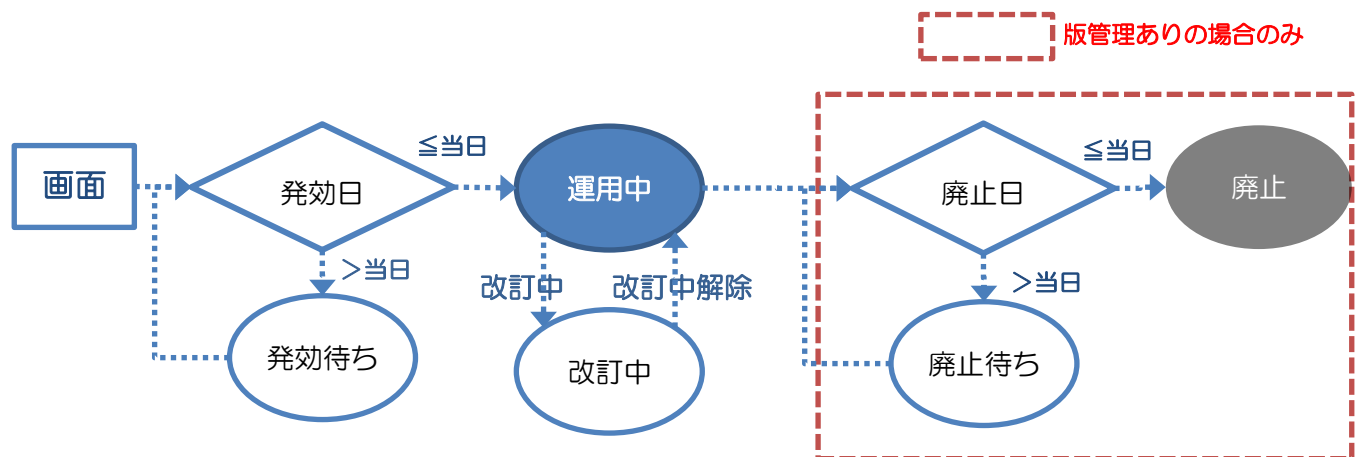 版管理ありの場合のみ
画面
発効日
≦当日
＞当日
発効待ち
運用中
改訂中
改訂中解除
改訂中
廃止日
≦当日
＞当日
廃止待ち
廃止